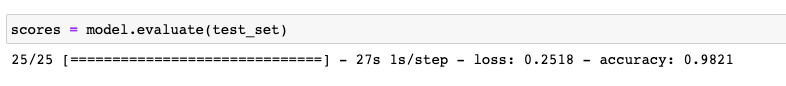 scores = model.evaluate(test_set)
25/25 [==============================] - 27s 1s/step - loss: 0.2518 - accuracy: 0.9821